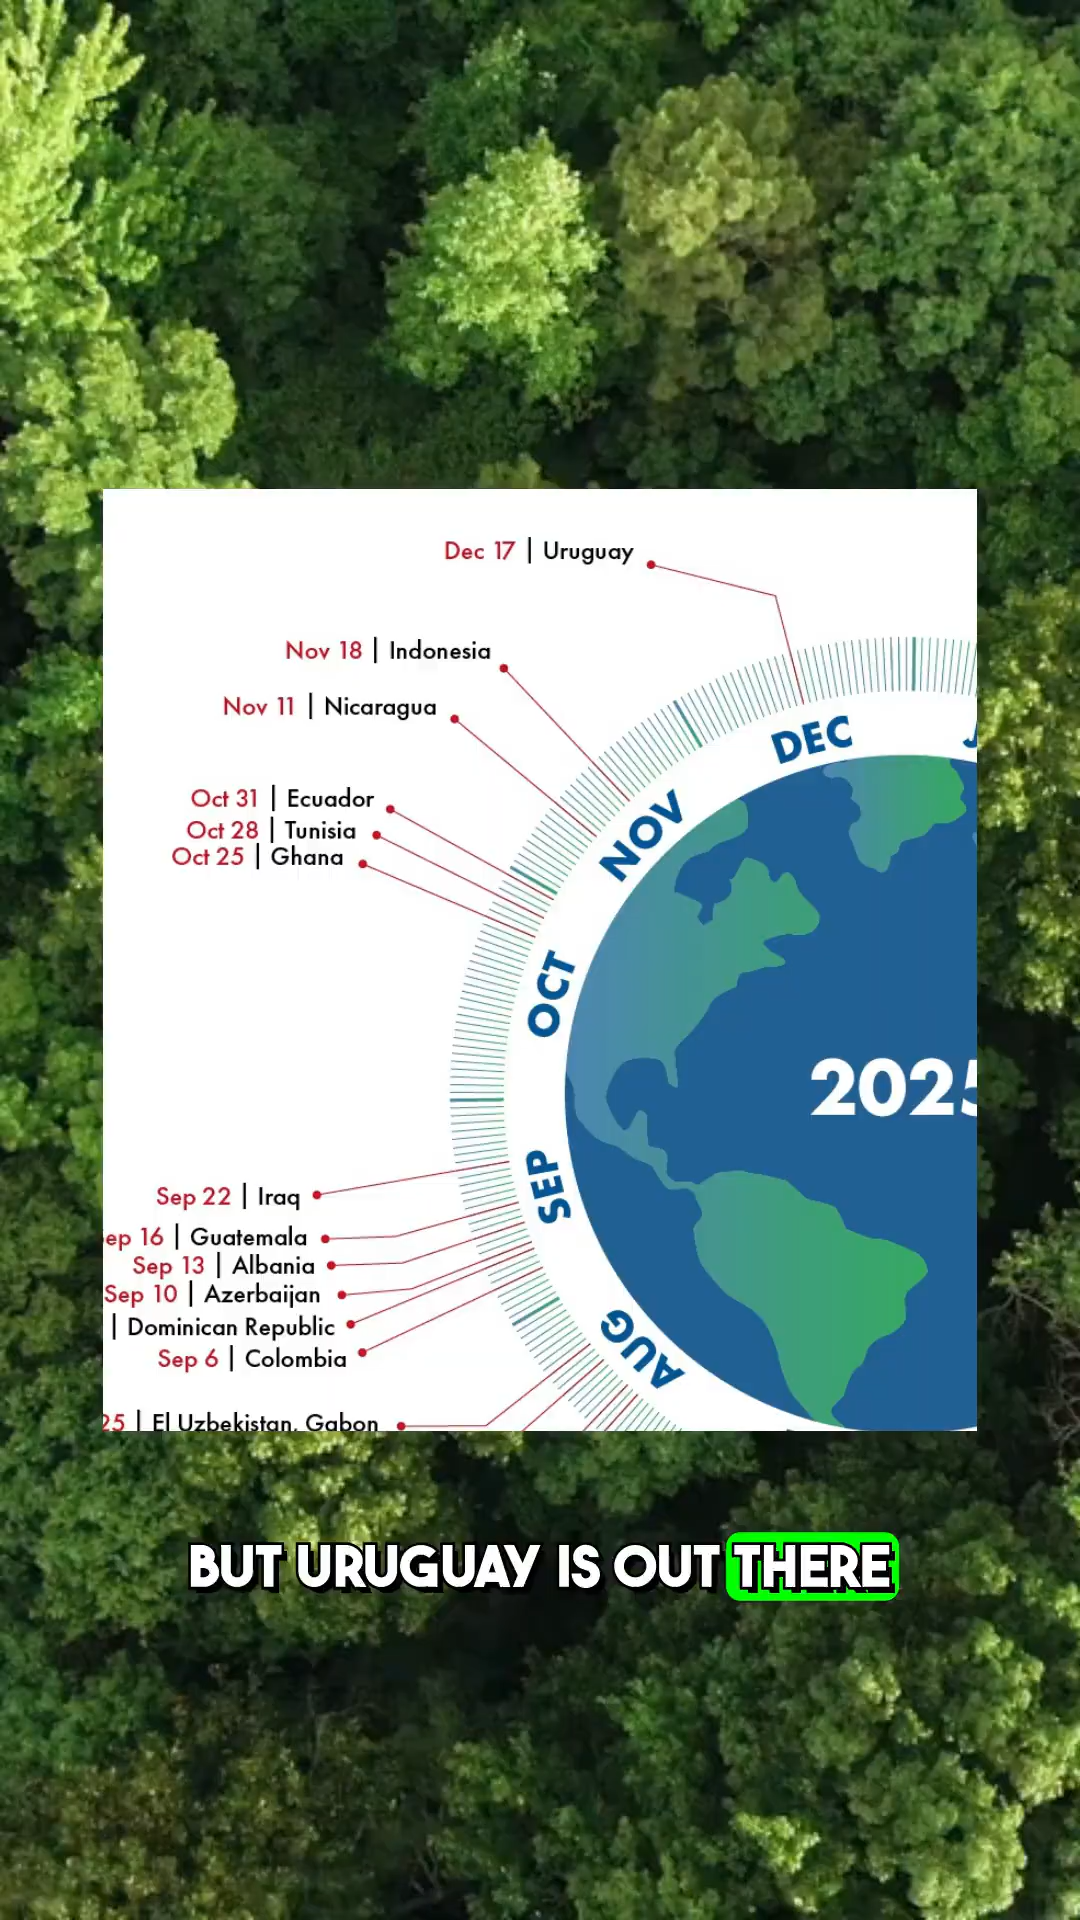 Dec 17 | Uruguay
Nov 18 | Indonesia
Nov 11 | Nicaragua
Oct 31 | Ecuador
Oct 28 | Tunisia
Oct 25 | Ghana
DEC
NOV
OCT
2025
SEP
AUG
Sep 22 | Iraq
ep 16 | Guatemala
Sep 13 | Albania
Sep 10 | Azerbaijan
| Dominican Republic
Sep 6 | Colombia
25 | El Uzbekistan, Gabon
BUT URUGUAY IS OUT THERE